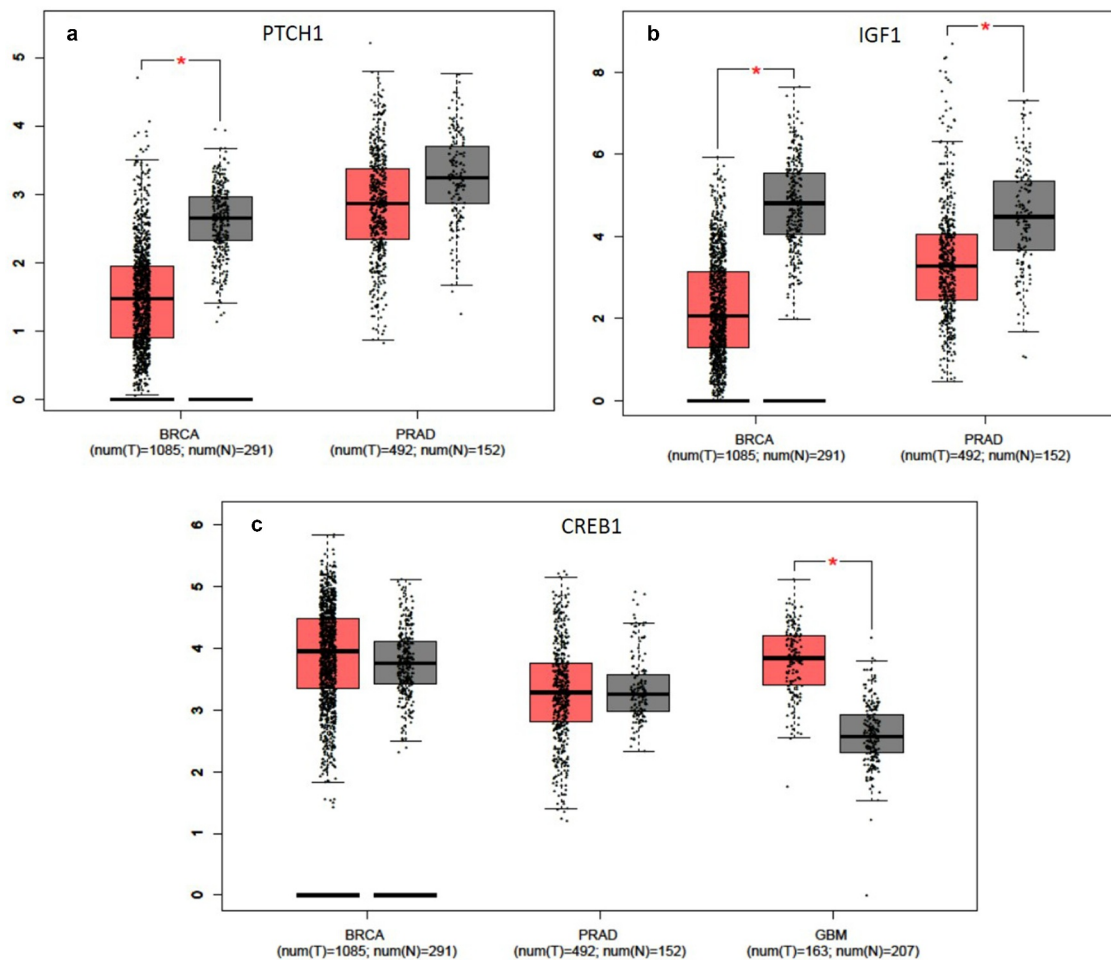 a PTCH1
*
5
4
3
2
1
0
BRCA PRAD
(num(T)=1085; num(N)=291) (num(T)=492; num(N)=152)
b IGF1
* *
8
6
4
2
0
BRCA PRAD
(num(T)=1085; num(N)=291) (num(T)=492; num(N)=152)
c CREB1
*
6
5
4
3
2
1
0
BRCA PRAD GBM
(num(T)=1085; num(N)=291) (num(T)=492; num(N)=152) (num(T)=163; num(N)=207)